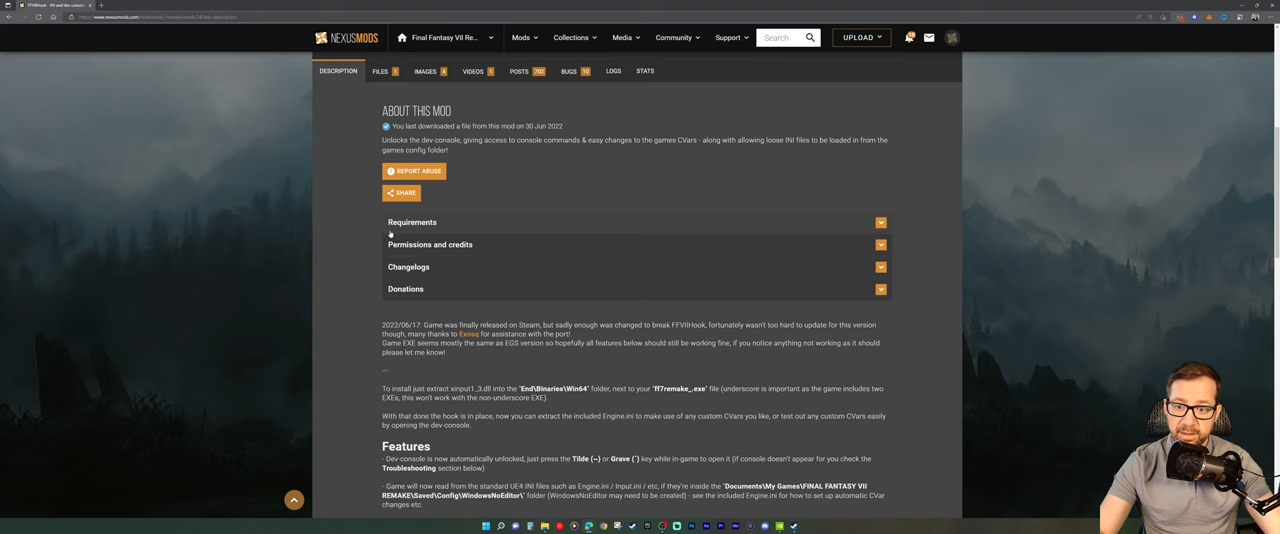 FFVIIHook - INI and dev consol
https://www.nexusmods.com/finalfantasy7remake/mods/74?tab=description
NEXUSMODS
Final Fantasy VII Re...
Mods
Collections
Media
Community
Support
Search
UPLOAD
DESCRIPTION
FILES 1
IMAGES 4
VIDEOS 1
POSTS 702
BUGS 10
LOGS
STATS
ABOUT THIS MOD
You last downloaded a file from this mod on 30 Jun 2022
Unlocks the dev-console, giving access to console commands & easy changes to the games CVars - along with allowing loose INI files to be loaded in from the
games config folder!
REPORT ABUSE
SHARE
Requirements
Permissions and credits
Changelogs
Donations
2022/06/17: Game was finally released on Steam, but sadly enough was changed to break FFVIIHook, fortunately wasn't too hard to update for this version
though, many thanks to Exosq for assistance with the port!
Game EXE seems mostly the same as EGS version so hopefully all features below should still be working fine, if you notice anything not working as it should
please let me know!
---
To install just extract xinput1_3.dll into the "End\Binaries\Win64" folder, next to your "ff7remake_.exe" file (underscore is important as the game includes two
EXEs, this won't work with the non-underscore EXE).
With that done the hook is in place, now you can extract the included Engine.ini to make use of any custom CVars you like, or test out any custom CVars easily
by opening the dev-console.
Features
- Dev-console is now automatically unlocked, just press the Tilde (~) or Grave (`) key while in-game to open it (if console doesn't appear for you check the
Troubleshooting section below)
- Game will now read from the standard UE4 INI files such as Engine.ini / Input.ini / etc, if they're inside the "Documents\My Games\FINAL FANTASY VII
REMAKE\Saved\Config\WindowsNoEditor\" folder (WindowsNoEditor may need to be created) - see the included Engine.ini for how to set up automatic CVar
changes etc.